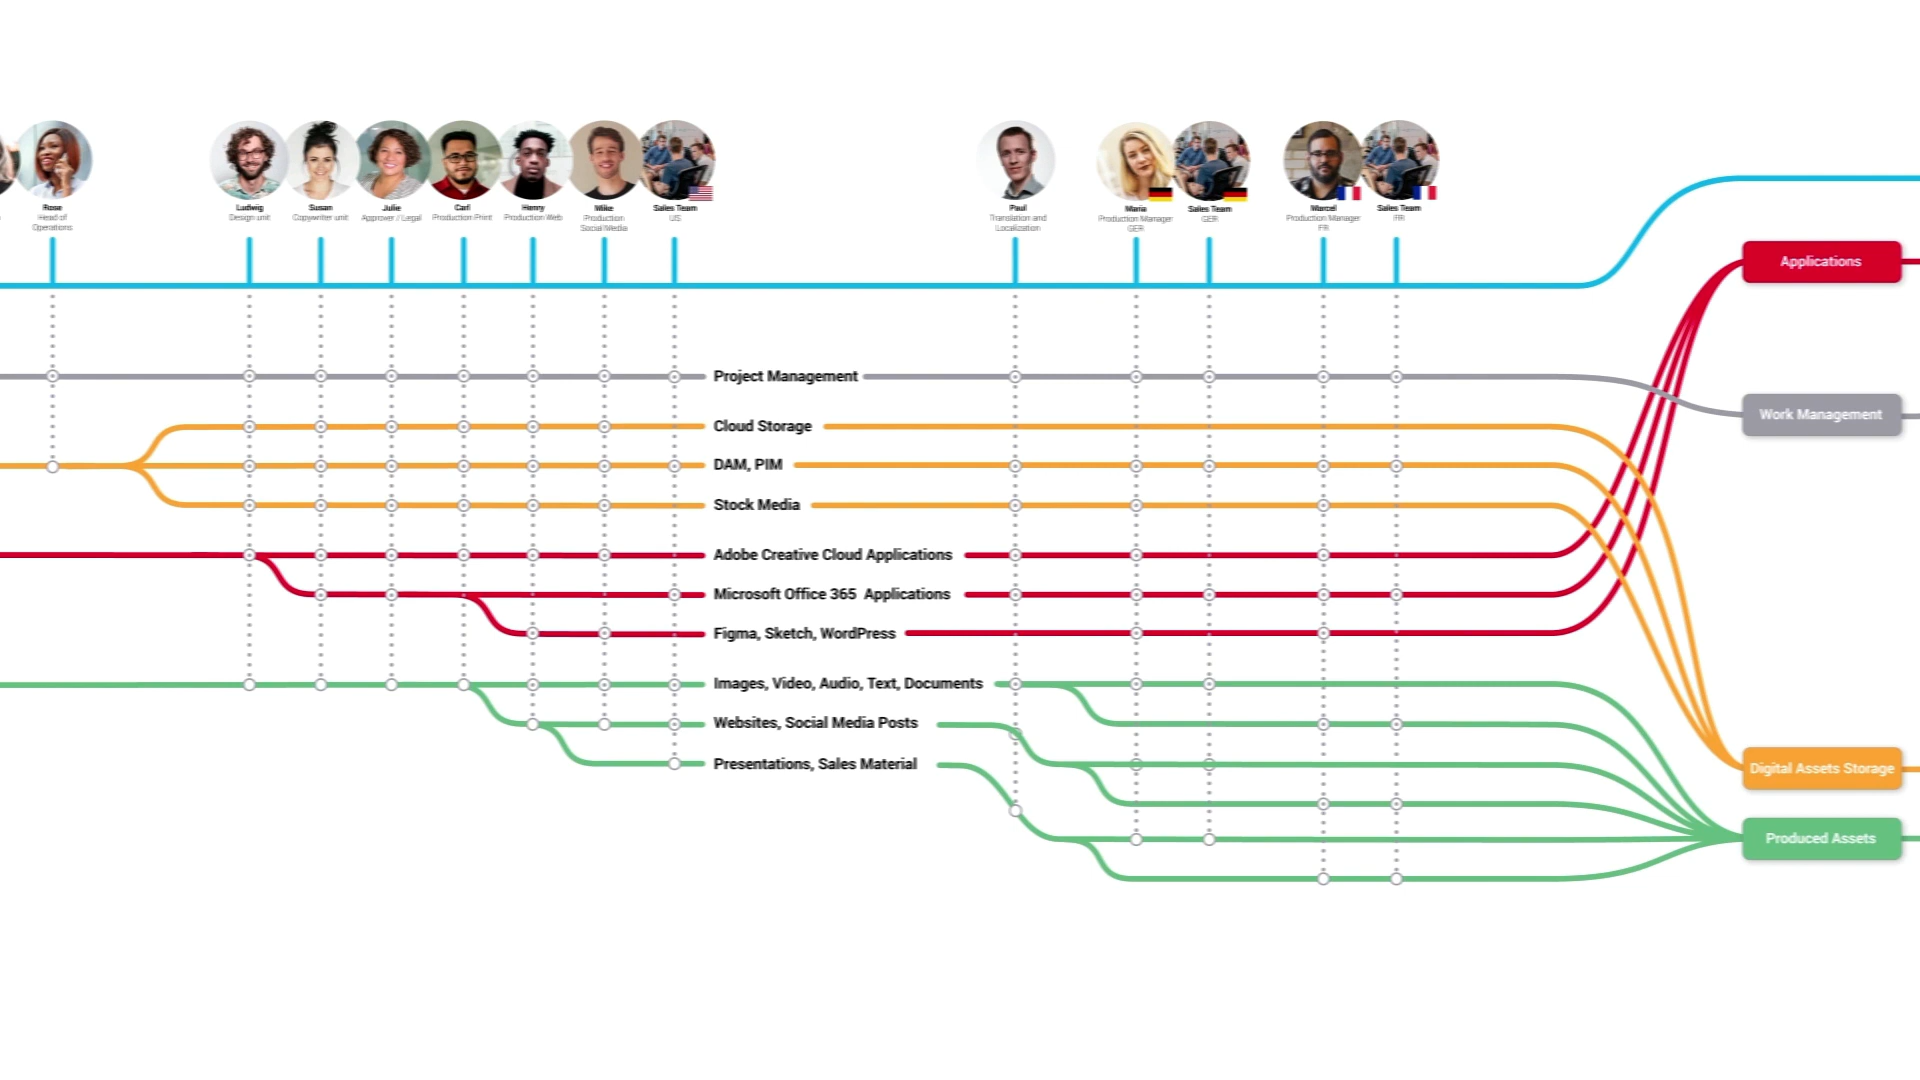 Rose
Head of
Operations
Ludwig
Design unit
Susan
Copywriter unit
Julie
Approver / Legal
Carl
Production Print
Henry
Production Web
Mike
Production
Social Media
Sales Team
US
Paul
Translation and
Localization
Maria
Production Manager
GER
Sales Team
GER
Marcel
Production Manager
FR
Sales Team
FR
Applications
Project Management
Work Management
Cloud Storage
DAM, PIM
Stock Media
Adobe Creative Cloud Applications
Microsoft Office 365 Applications
Figma, Sketch, WordPress
Images, Video, Audio, Text, Documents
Websites, Social Media Posts
Presentations, Sales Material
Digital Assets Storage
Produced Assets